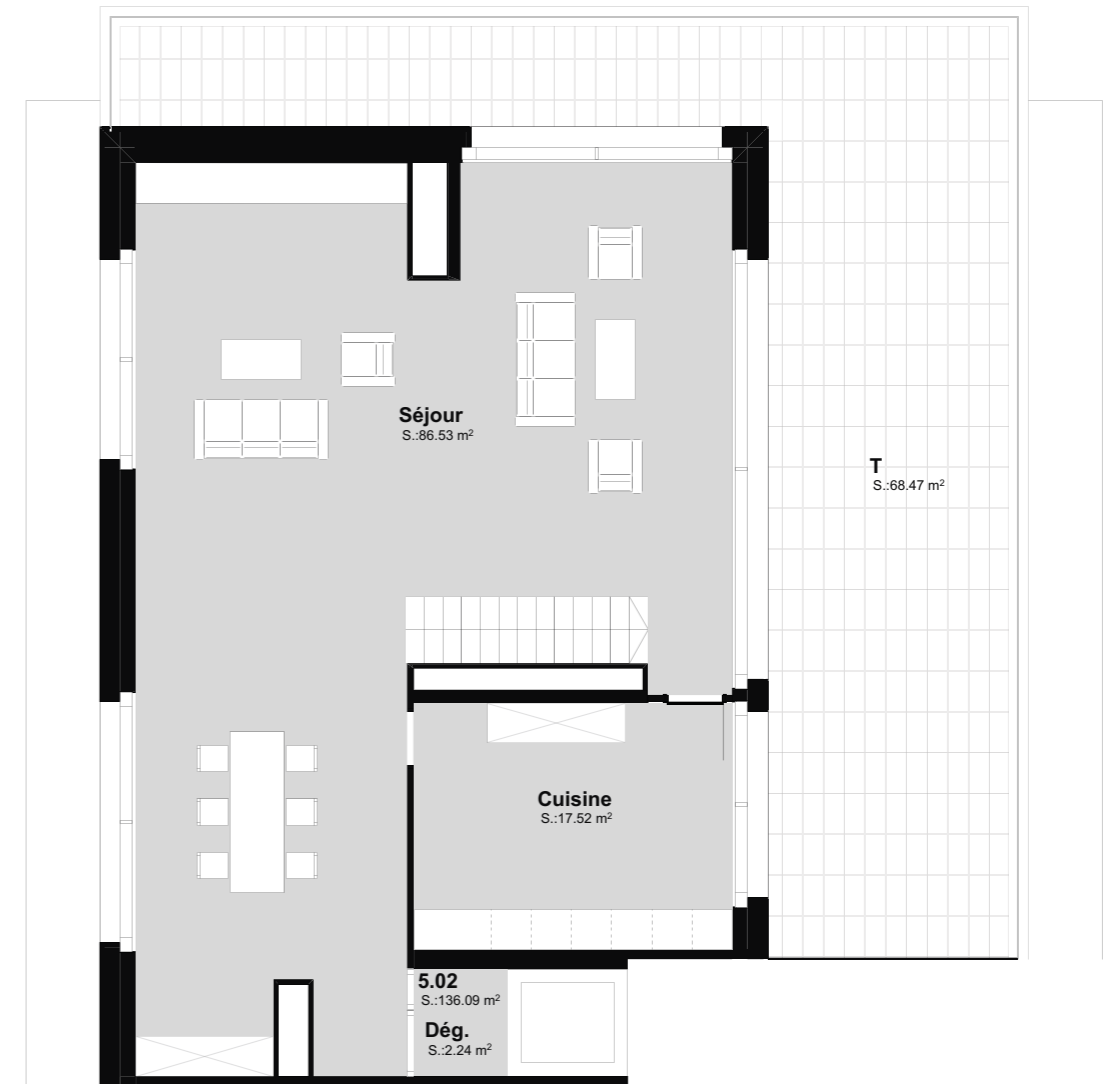 Séjour
S.:86.53 m²
T
S.:68.47 m²
Cuisine
S.:17.52 m²
5.02
S.:136.09 m²
Dég.
S.:2.24 m²